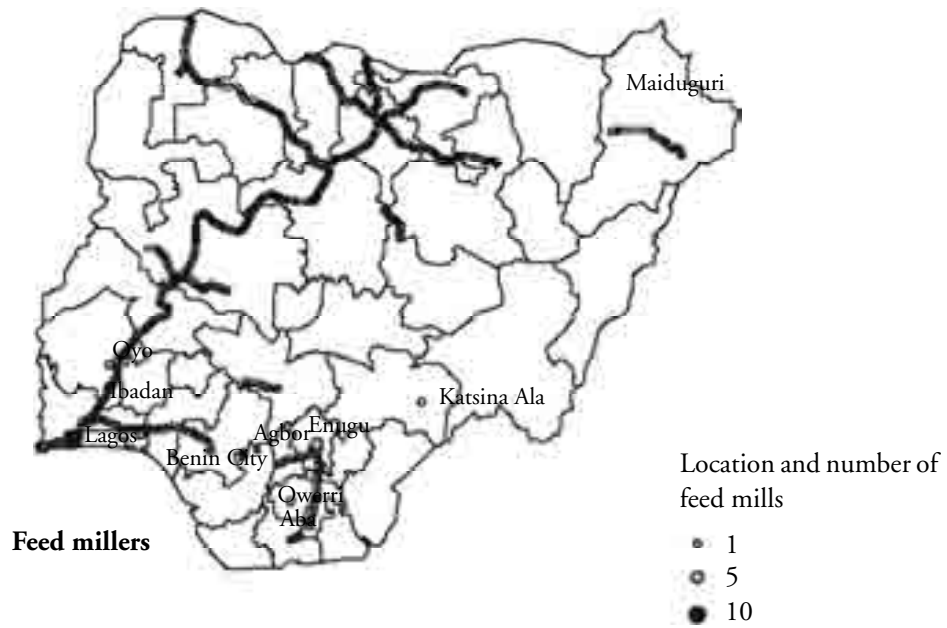 Maiduguri
Oyo
Ibadan
Katsina Ala
Lagos
Agbor
Enugu
Benin City
Owerri
Aba
Feed millers
Location and number of
feed mills
1
5
10